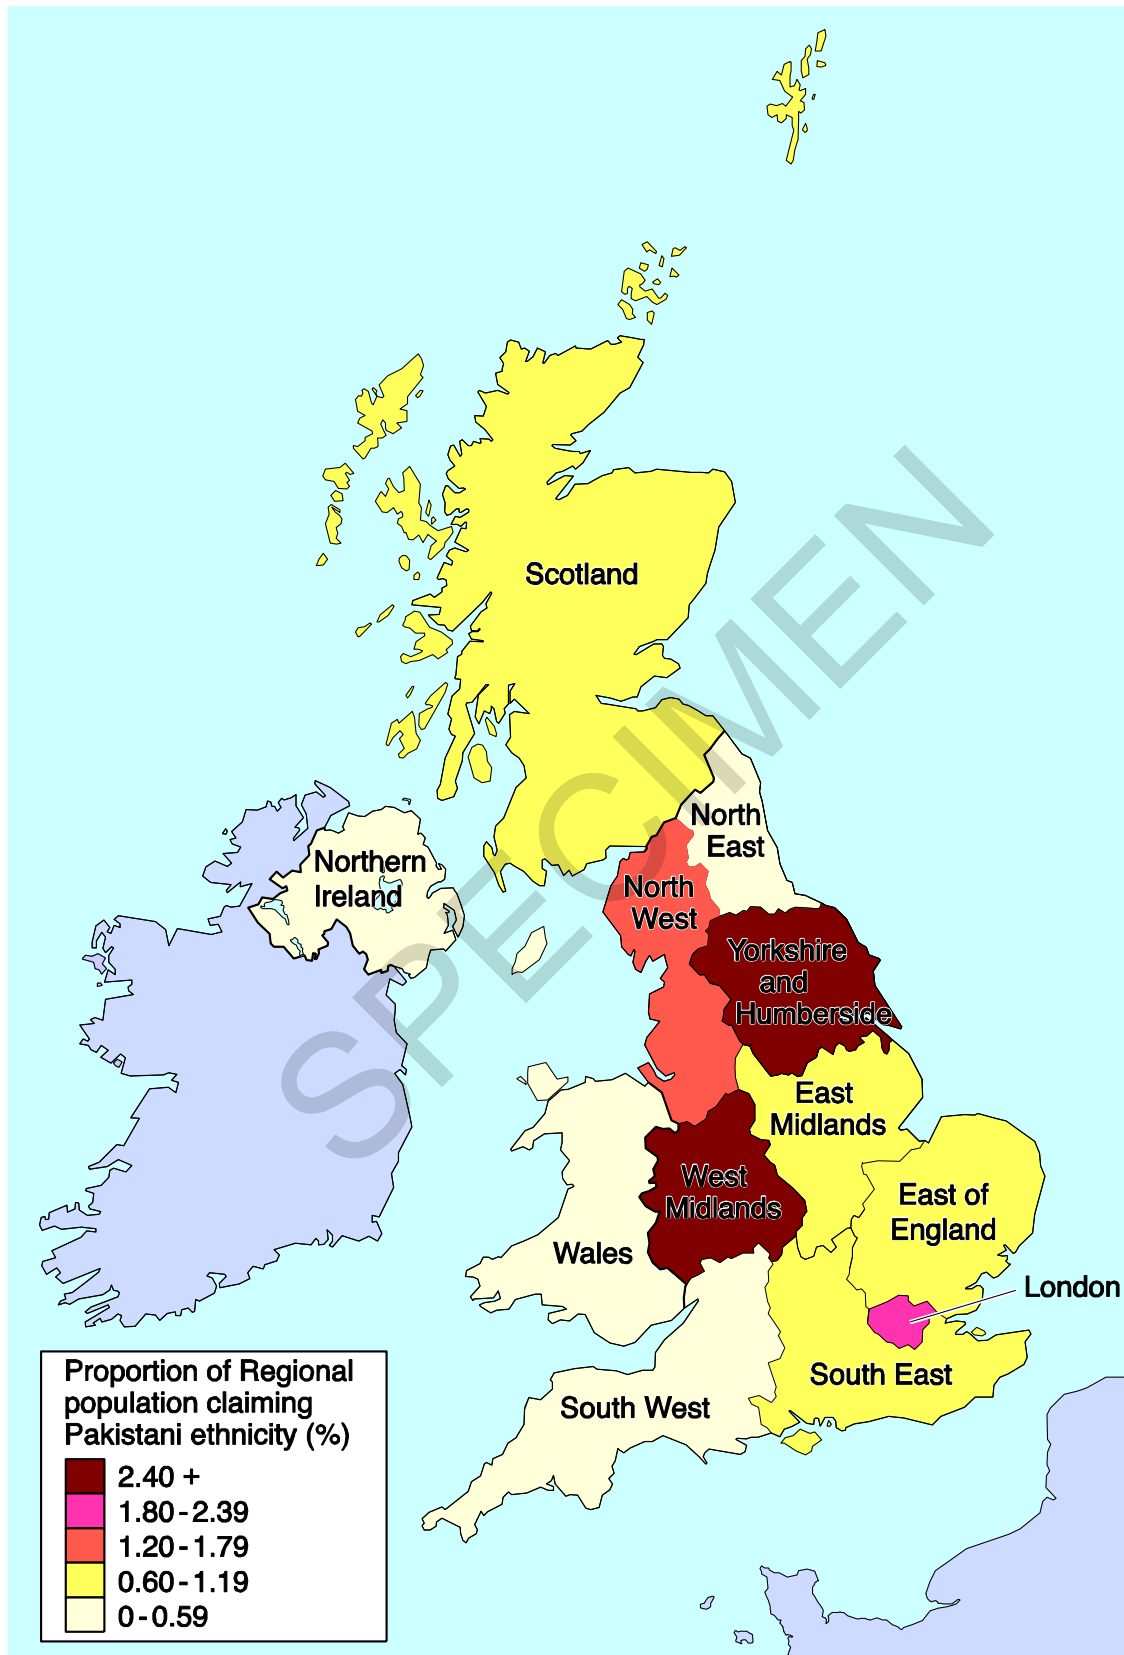 Scotland
North
East
Northern
Ireland
North
West
Yorkshire
and
Humberside
East
Midlands
West
Midlands
East of
England
Wales
London
South East
South West
Proportion of Regional
population claiming
Pakistani ethnicity (%)
2.40 +
1.80 - 2.39
1.20 - 1.79
0.60 - 1.19
0 - 0.59
SPECIMEN